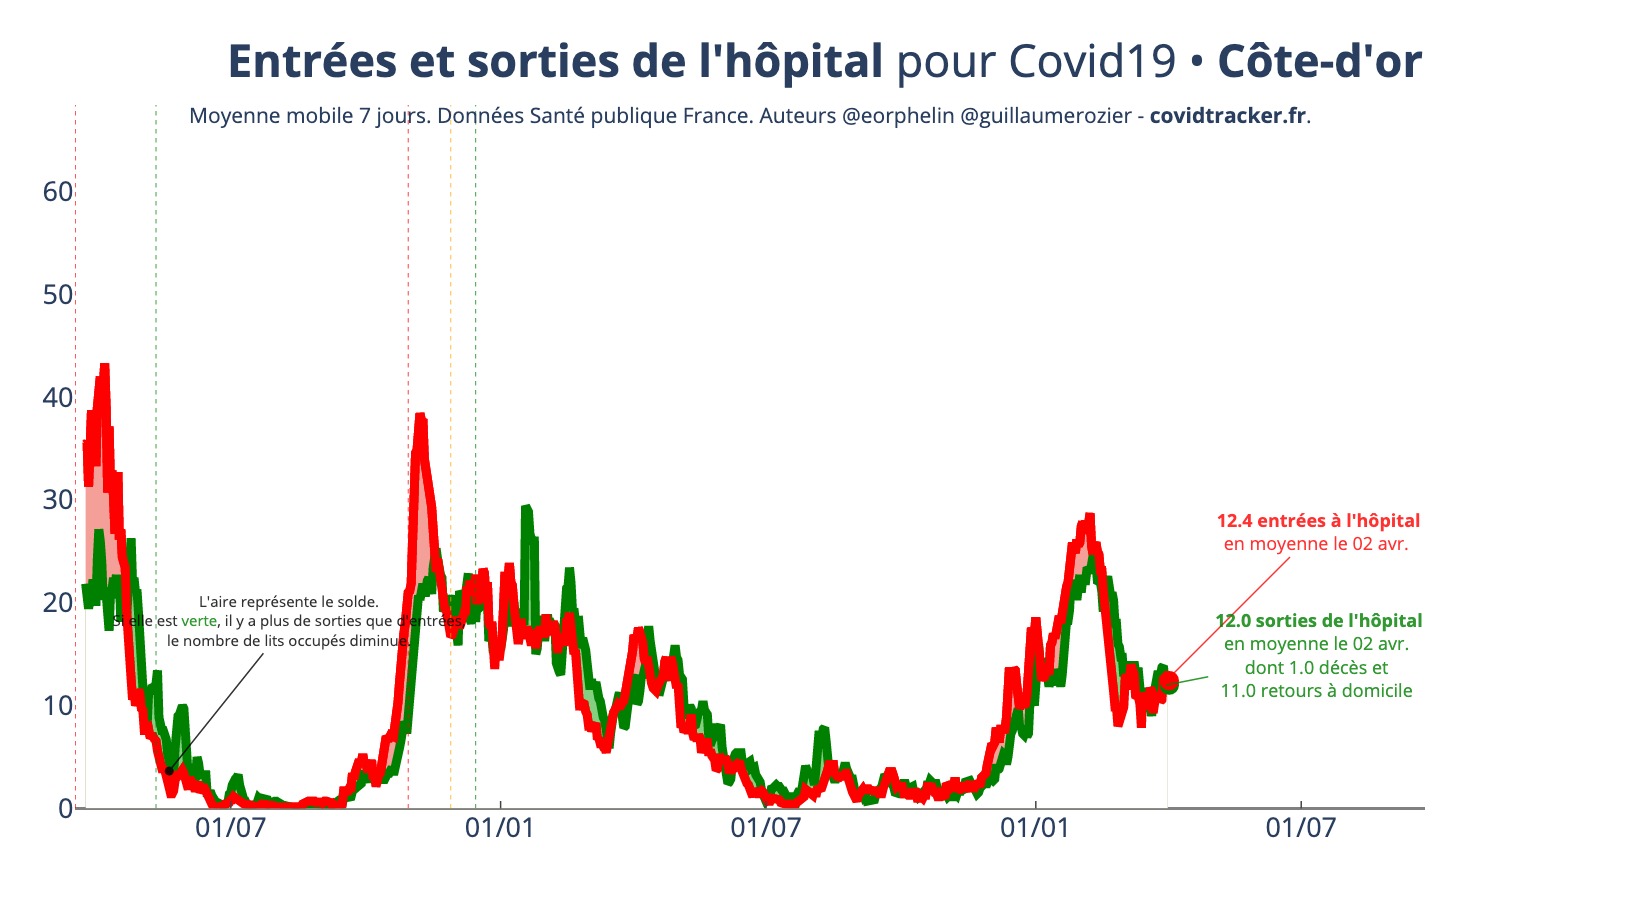 Entrées et sorties de l'hôpital pour Covid19 • Côte-d'or
Moyenne mobile 7 jours. Données Santé publique France. Auteurs @eorphelin @guillaumerozier - covidtracker.fr.
60
50
40
30
20
10
0
L'aire représente le solde.
Si elle est verte, il y a plus de sorties que d'entrées,
le nombre de lits occupés diminue.
12.4 entrées à l'hôpital
en moyenne le 02 avr.
12.0 sorties de l'hôpital
en moyenne le 02 avr.
dont 1.0 décès et
11.0 retours à domicile
01/07 01/01 01/07 01/01 01/07